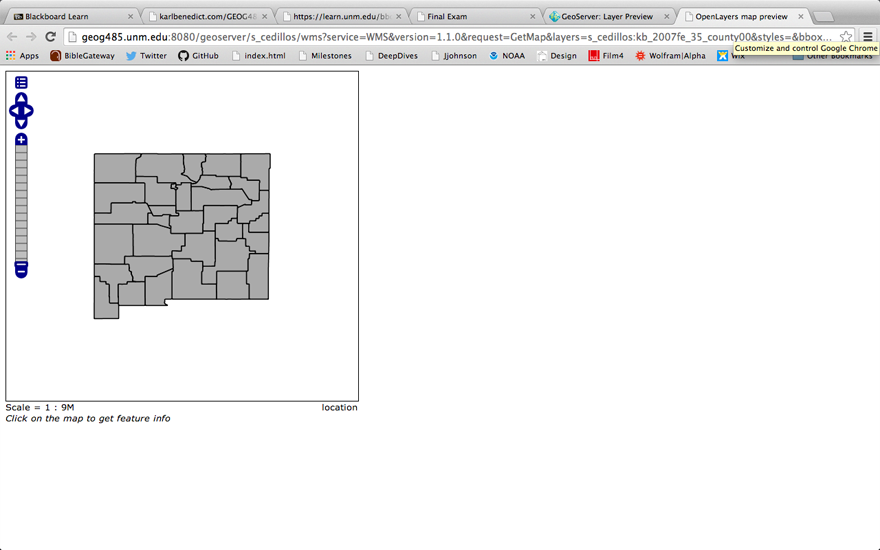 Blackboard Learn
karlbenedict.com/GEOG48
https://learn.unm.edu/bb
Final Exam
GeoServer: Layer Preview
OpenLayers map preview
geog485.unm.edu:8080/geoserver/s_cedillos/wms?service=WMS&version=1.1.0&request=GetMap&layers=s_cedillos:kb_2007fe_35_county00&styles=&bbox...
Customize and control Google Chrome
Apps
BibleGateway
Twitter
GitHub
index.html
Milestones
DeepDives
Jjohnson
NOAA
Design
Film4
Wolfram|Alpha
Wix
Other Bookmarks
Scale = 1 : 9M
location
Click on the map to get feature info